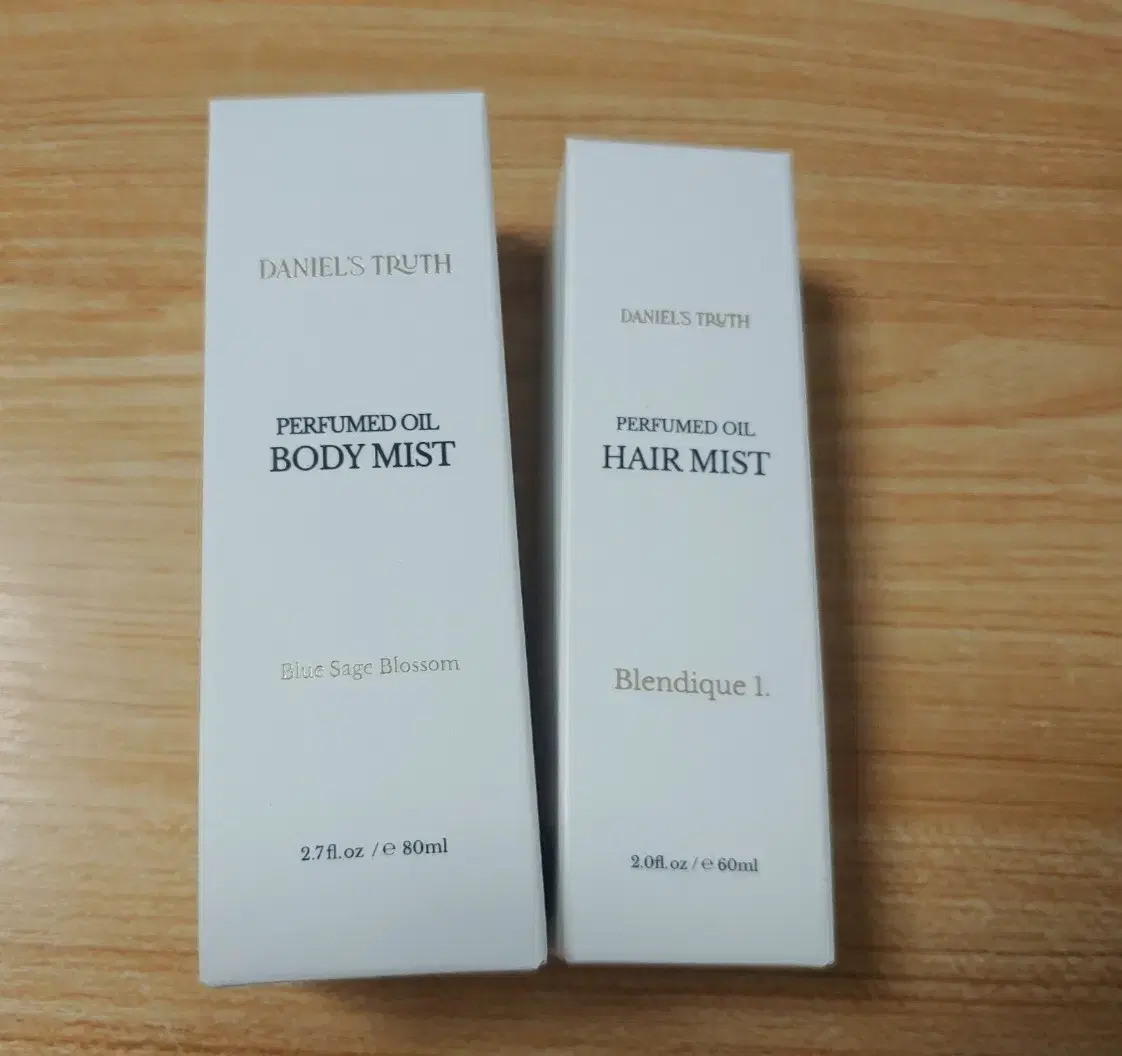 DANIEL'S TRUTH
PERFUMED OIL
BODY MIST
Blue Sage Blossom
2.7fl.oz / ℮ 80ml
DANIEL'S TRUTH
PERFUMED OIL
HAIR MIST
Blendique 1.
2.0fl.oz / ℮ 60ml